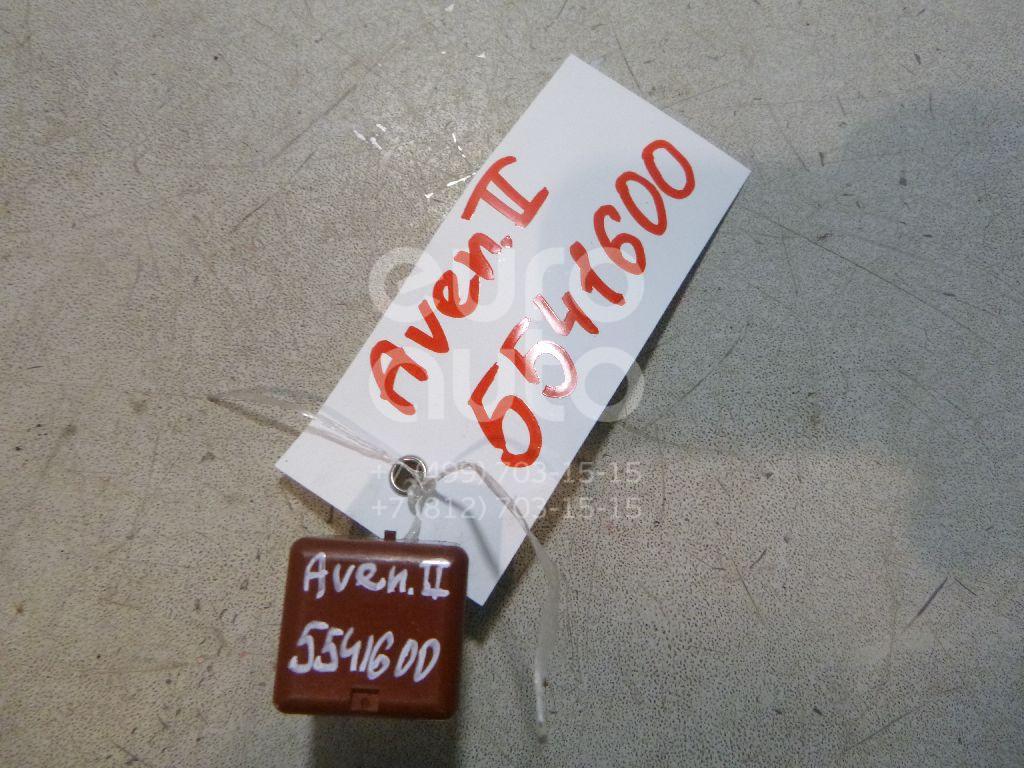 Aven.II
5541600
euro
auto
+7 (495) 703-15-15
+7 (812) 703-15-15
Aven.II
5541600